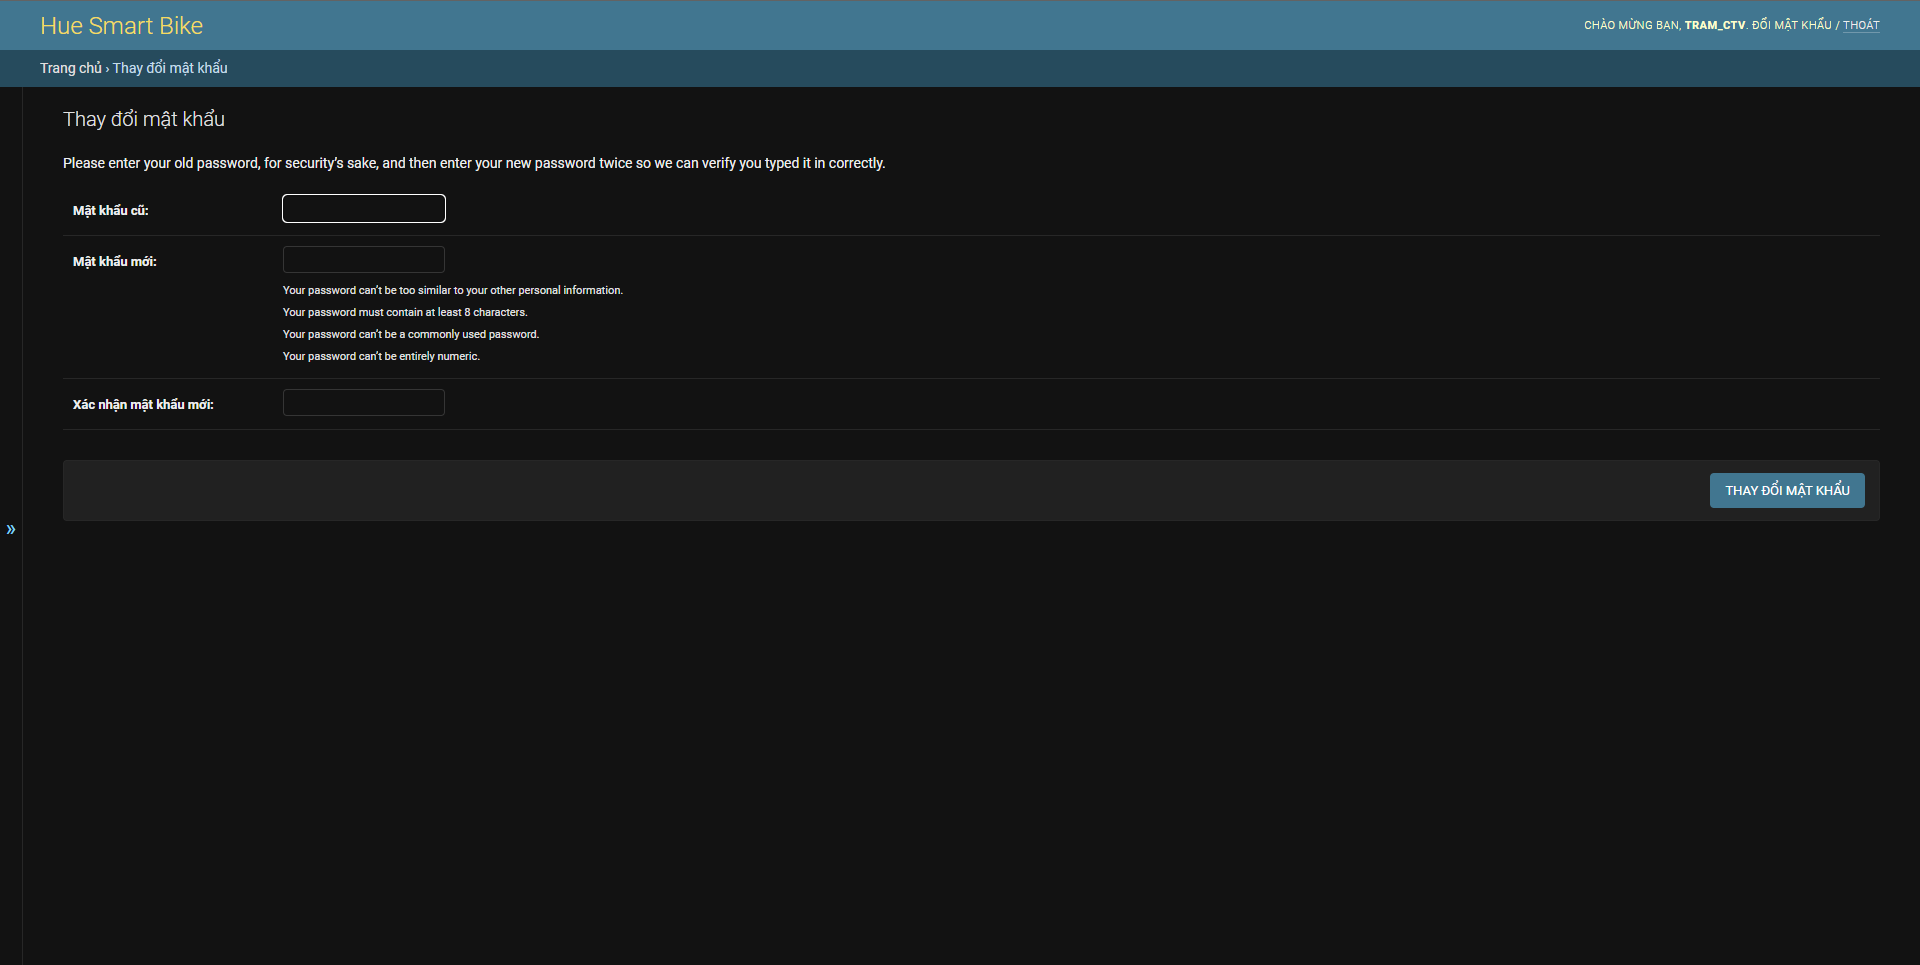 Hue Smart Bike
CHÀO MỪNG BẠN, TRAM_CTV. ĐỔI MẬT KHẨU / THOÁT
Trang chủ › Thay đổi mật khẩu
Thay đổi mật khẩu
Please enter your old password, for security’s sake, and then enter your new password twice so we can verify you typed it in correctly.
Mật khẩu cũ:
Mật khẩu mới:
Your password can’t be too similar to your other personal information.
Your password must contain at least 8 characters.
Your password can’t be a commonly used password.
Your password can’t be entirely numeric.
Xác nhận mật khẩu mới:
THAY ĐỔI MẬT KHẨU
»